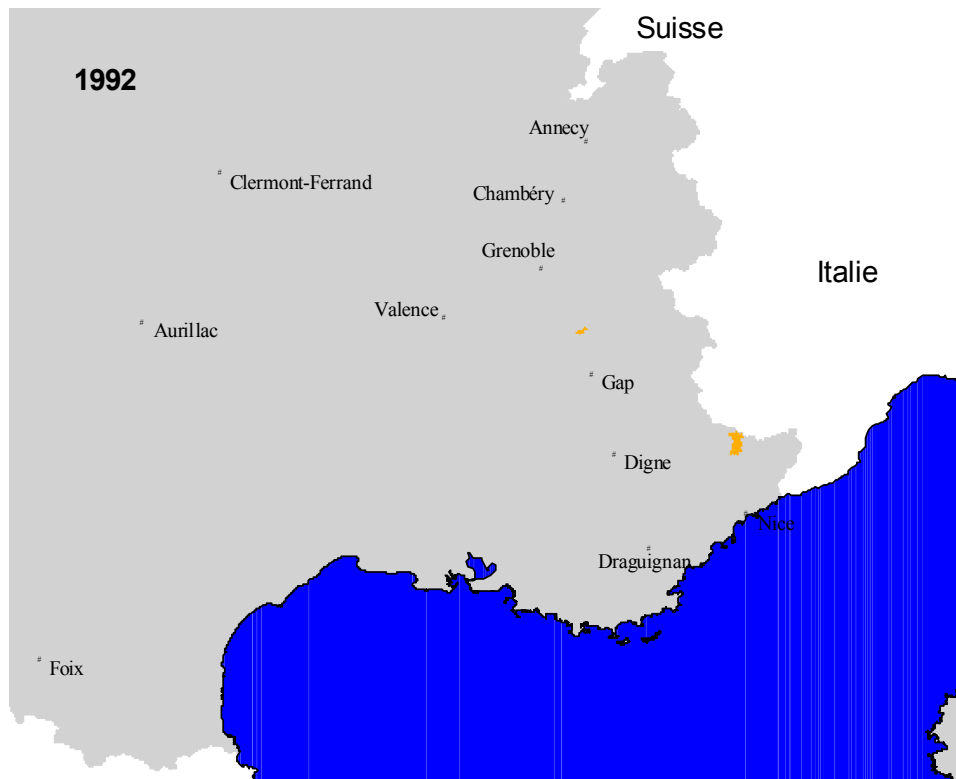 Suisse
1992
Annecy
Clermont-Ferrand
Chambéry
Grenoble
Italie
Valence
Aurillac
Gap
Digne
Nice
Draguignan
Foix